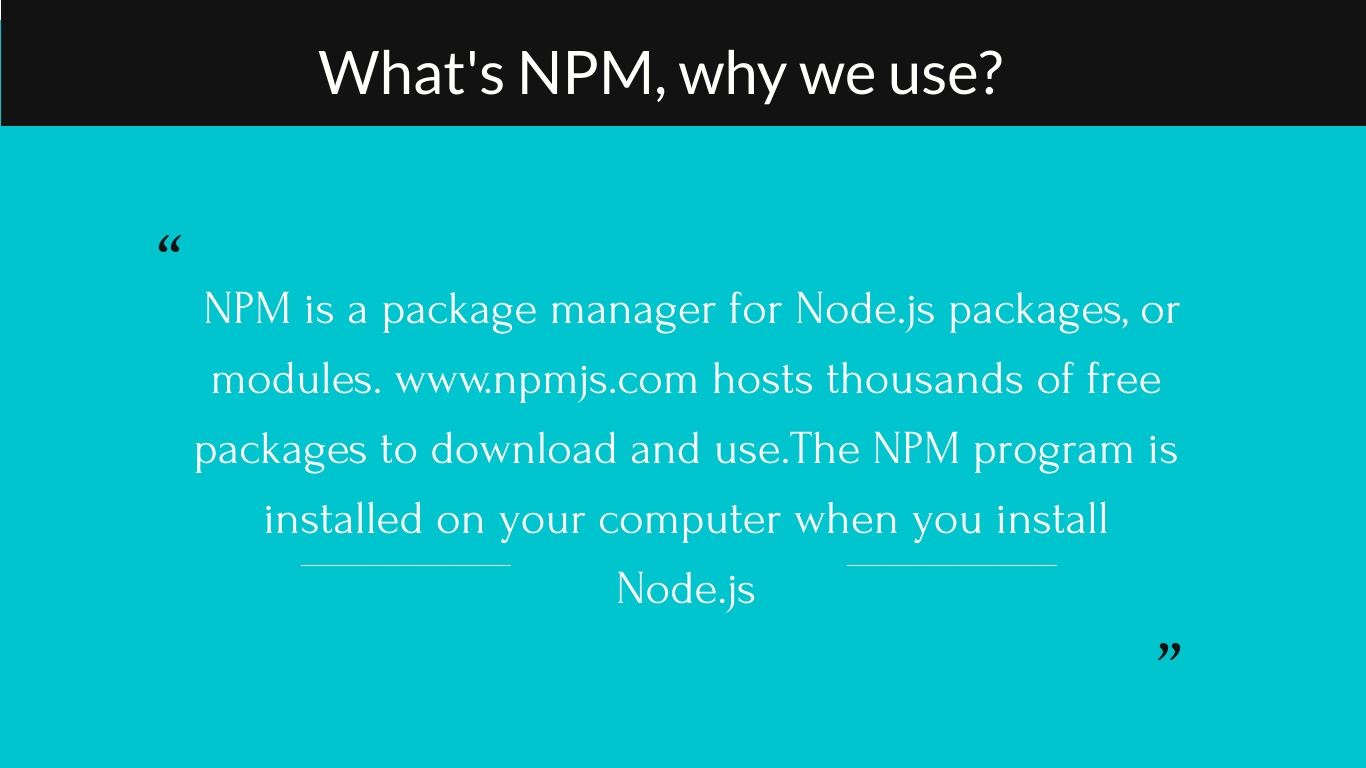 What's NPM, why we use?
“
NPM is a package manager for Node.js packages, or
modules. www.npmjs.com hosts thousands of free
packages to download and use.The NPM program is
installed on your computer when you install
Node.js
”